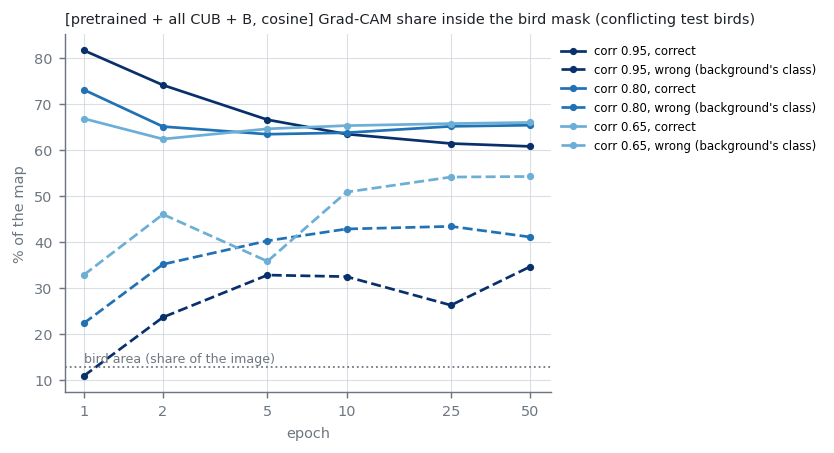 [pretrained + all CUB + B, cosine] Grad-CAM share inside the bird mask (conflicting test birds)
corr 0.95, correct
corr 0.95, wrong (background's class)
corr 0.80, correct
corr 0.80, wrong (background's class)
corr 0.65, correct
corr 0.65, wrong (background's class)
% of the map
80
70
60
50
40
30
20
10
bird area (share of the image)
1 2 5 10 25 50
epoch